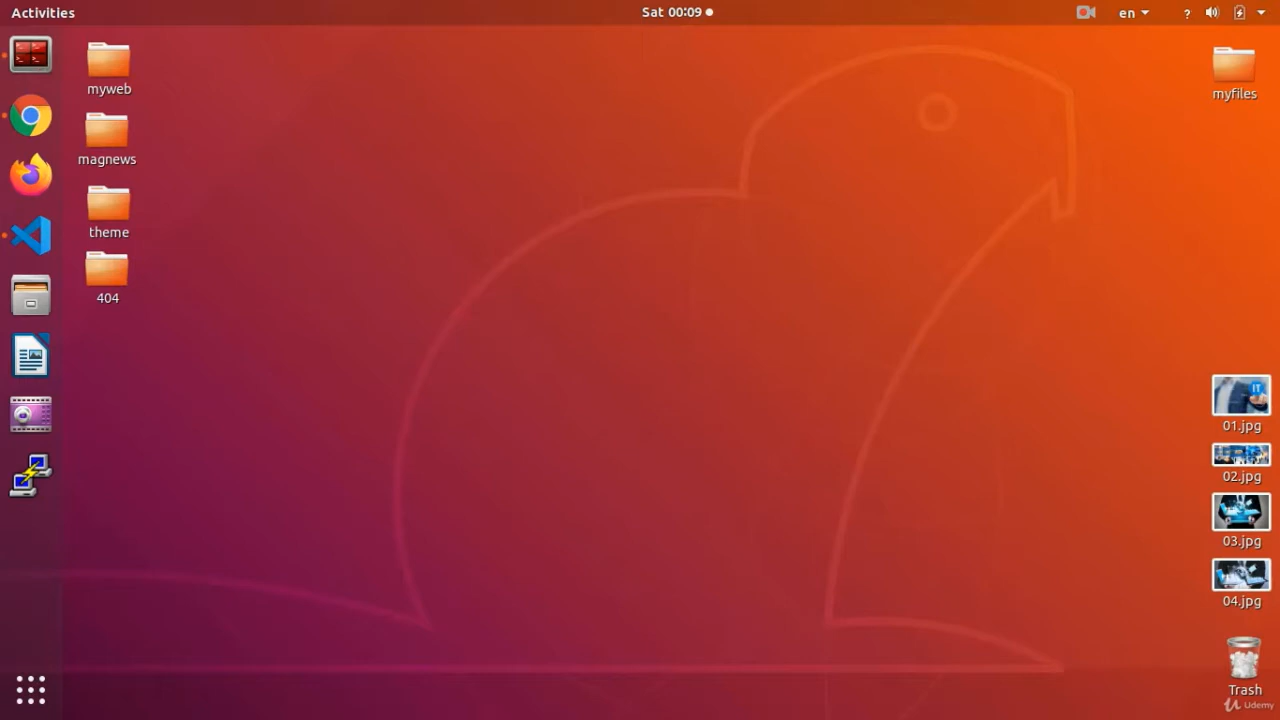 Activities
Sat 00:09
en
?
myweb
magnews
theme
404
myfiles
01.jpg
02.jpg
03.jpg
04.jpg
Trash
Udemy
IT